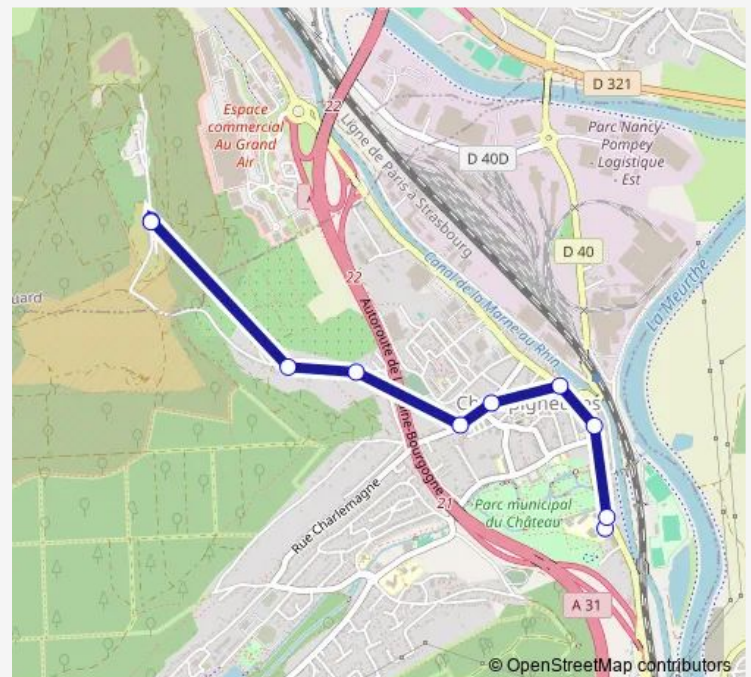 D 321
Espace
commercial
Au Grand
Air
22
Parc Nancy-
Pompey
- Logistique
- Est
Ligne de Paris à Strasbourg
D 40D
D 40
22
Canal de la Marne au Rhin
La Meurthe
uard
Autoroute de l
ine-Bourgogne
Rue Charlemagne
21
Parc municipal
du Château
A 31
© OpenStreetMap contributors